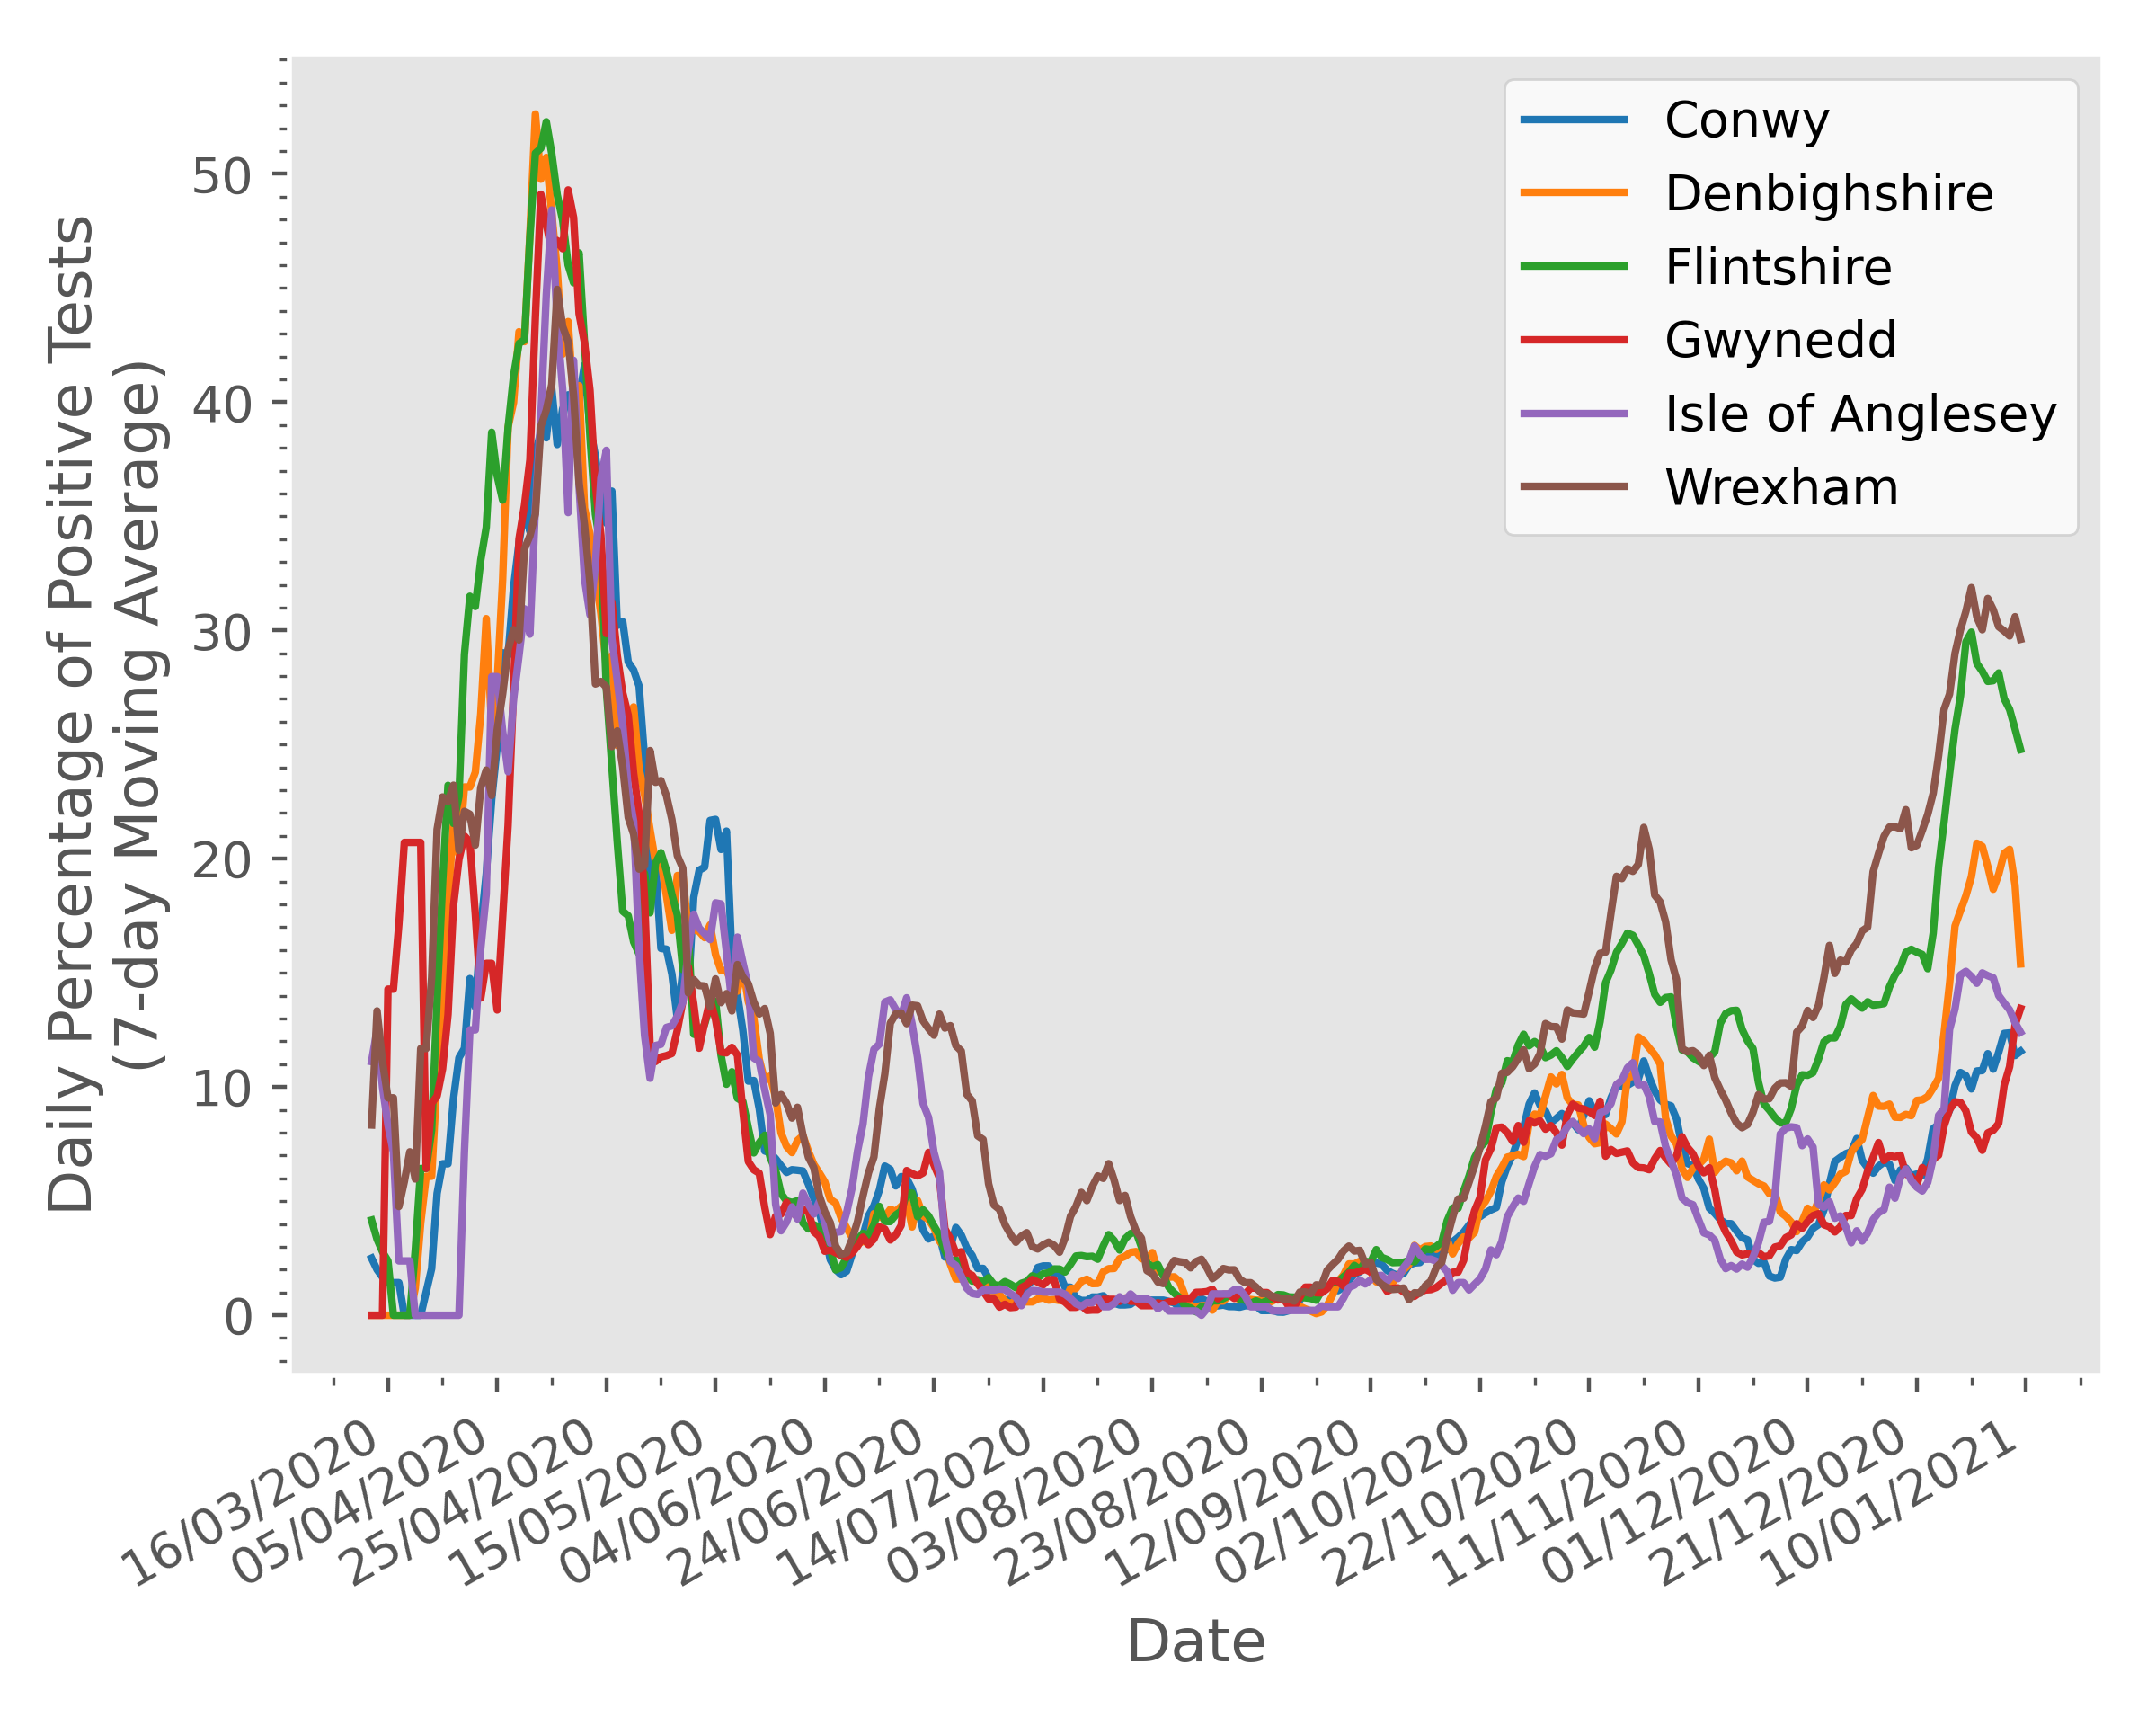 Daily Percentage of Positive Tests
(7-day Moving Average)
50
40
30
20
10
0
Conwy
Denbighshire
Flintshire
Gwynedd
Isle of Anglesey
Wrexham
16/03/2020
05/04/2020
25/04/2020
15/05/2020
04/06/2020
24/06/2020
14/07/2020
03/08/2020
23/08/2020
12/09/2020
02/10/2020
22/10/2020
11/11/2020
01/12/2020
21/12/2020
10/01/2021
Date